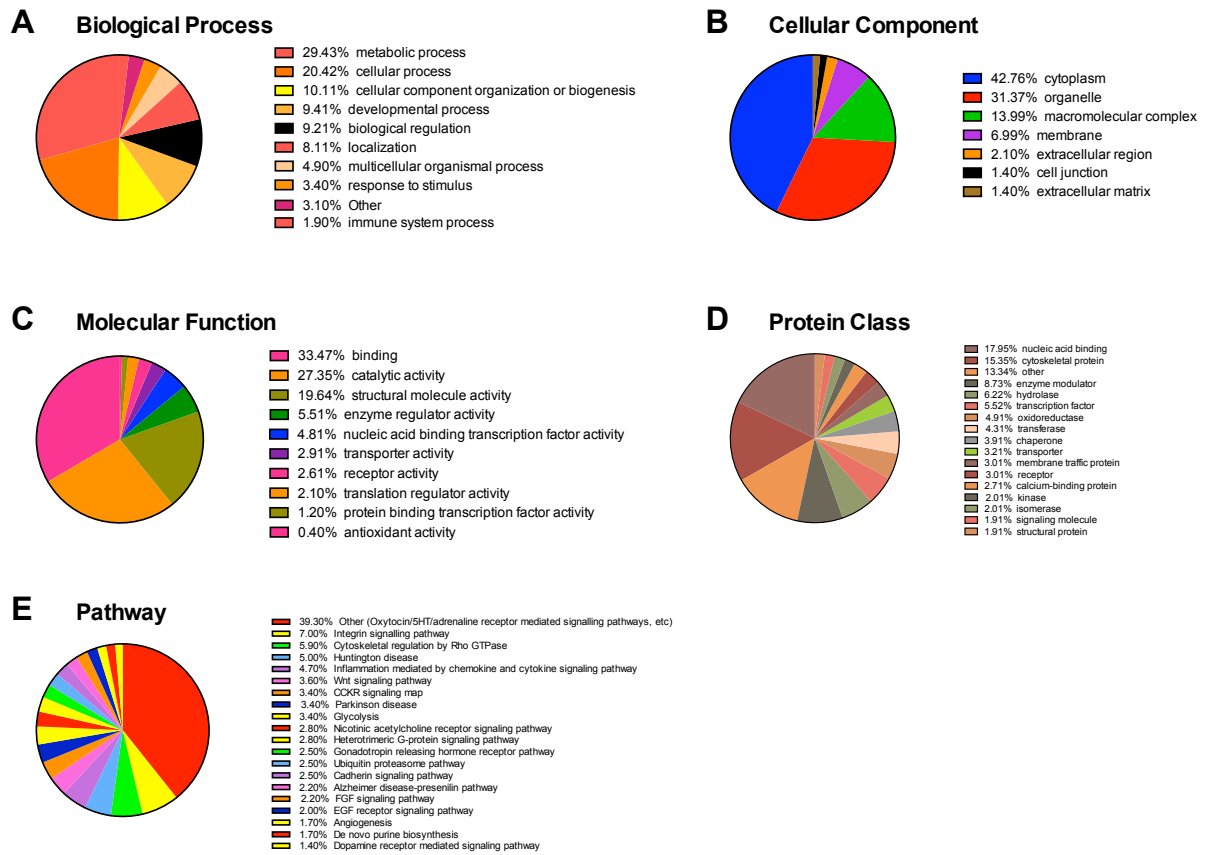 A Biological Process
29.43% metabolic process
20.42% cellular process
10.11% cellular component organization or biogenesis
9.41% developmental process
9.21% biological regulation
8.11% localization
4.90% multicellular organismal process
3.40% response to stimulus
3.10% Other
1.90% immune system process
B Cellular Component
42.76% cytoplasm
31.37% organelle
13.99% macromolecular complex
6.99% membrane
2.10% extracellular region
1.40% cell junction
1.40% extracellular matrix
C Molecular Function
33.47% binding
27.35% catalytic activity
19.64% structural molecule activity
5.51% enzyme regulator activity
4.81% nucleic acid binding transcription factor activity
2.91% transporter activity
2.61% receptor activity
2.10% translation regulator activity
1.20% protein binding transcription factor activity
0.40% antioxidant activity
D Protein Class
17.95% nucleic acid binding
15.35% cytoskeletal protein
13.34% other
8.73% enzyme modulator
6.22% hydrolase
5.52% transcription factor
4.91% oxidoreductase
4.31% transferase
3.91% chaperone
3.21% transporter
3.01% membrane traffic protein
3.01% receptor
2.71% calcium-binding protein
2.01% kinase
2.01% isomerase
1.91% signaling molecule
1.91% structural protein
E Pathway
39.30% Other (Oxytocin/5HT/adrenaline receptor mediated signalling pathways, etc)
7.00% Integrin signalling pathway
5.90% Cytoskeletal regulation by Rho GTPase
5.00% Huntington disease
4.70% Inflammation mediated by chemokine and cytokine signaling pathway
3.60% Wnt signaling pathway
3.40% CCKR signaling map
3.40% Parkinson disease
3.40% Glycolysis
2.80% Nicotinic acetylcholine receptor signaling pathway
2.80% Heterotrimeric G-protein signaling pathway
2.50% Gonadotropin releasing hormone receptor pathway
2.50% Ubiquitin proteasome pathway
2.50% Cadherin signaling pathway
2.20% Alzheimer disease-presenilin pathway
2.20% FGF signaling pathway
2.00% EGF receptor signaling pathway
1.70% Angiogenesis
1.70% De novo purine biosynthesis
1.40% Dopamine receptor mediated signaling pathway